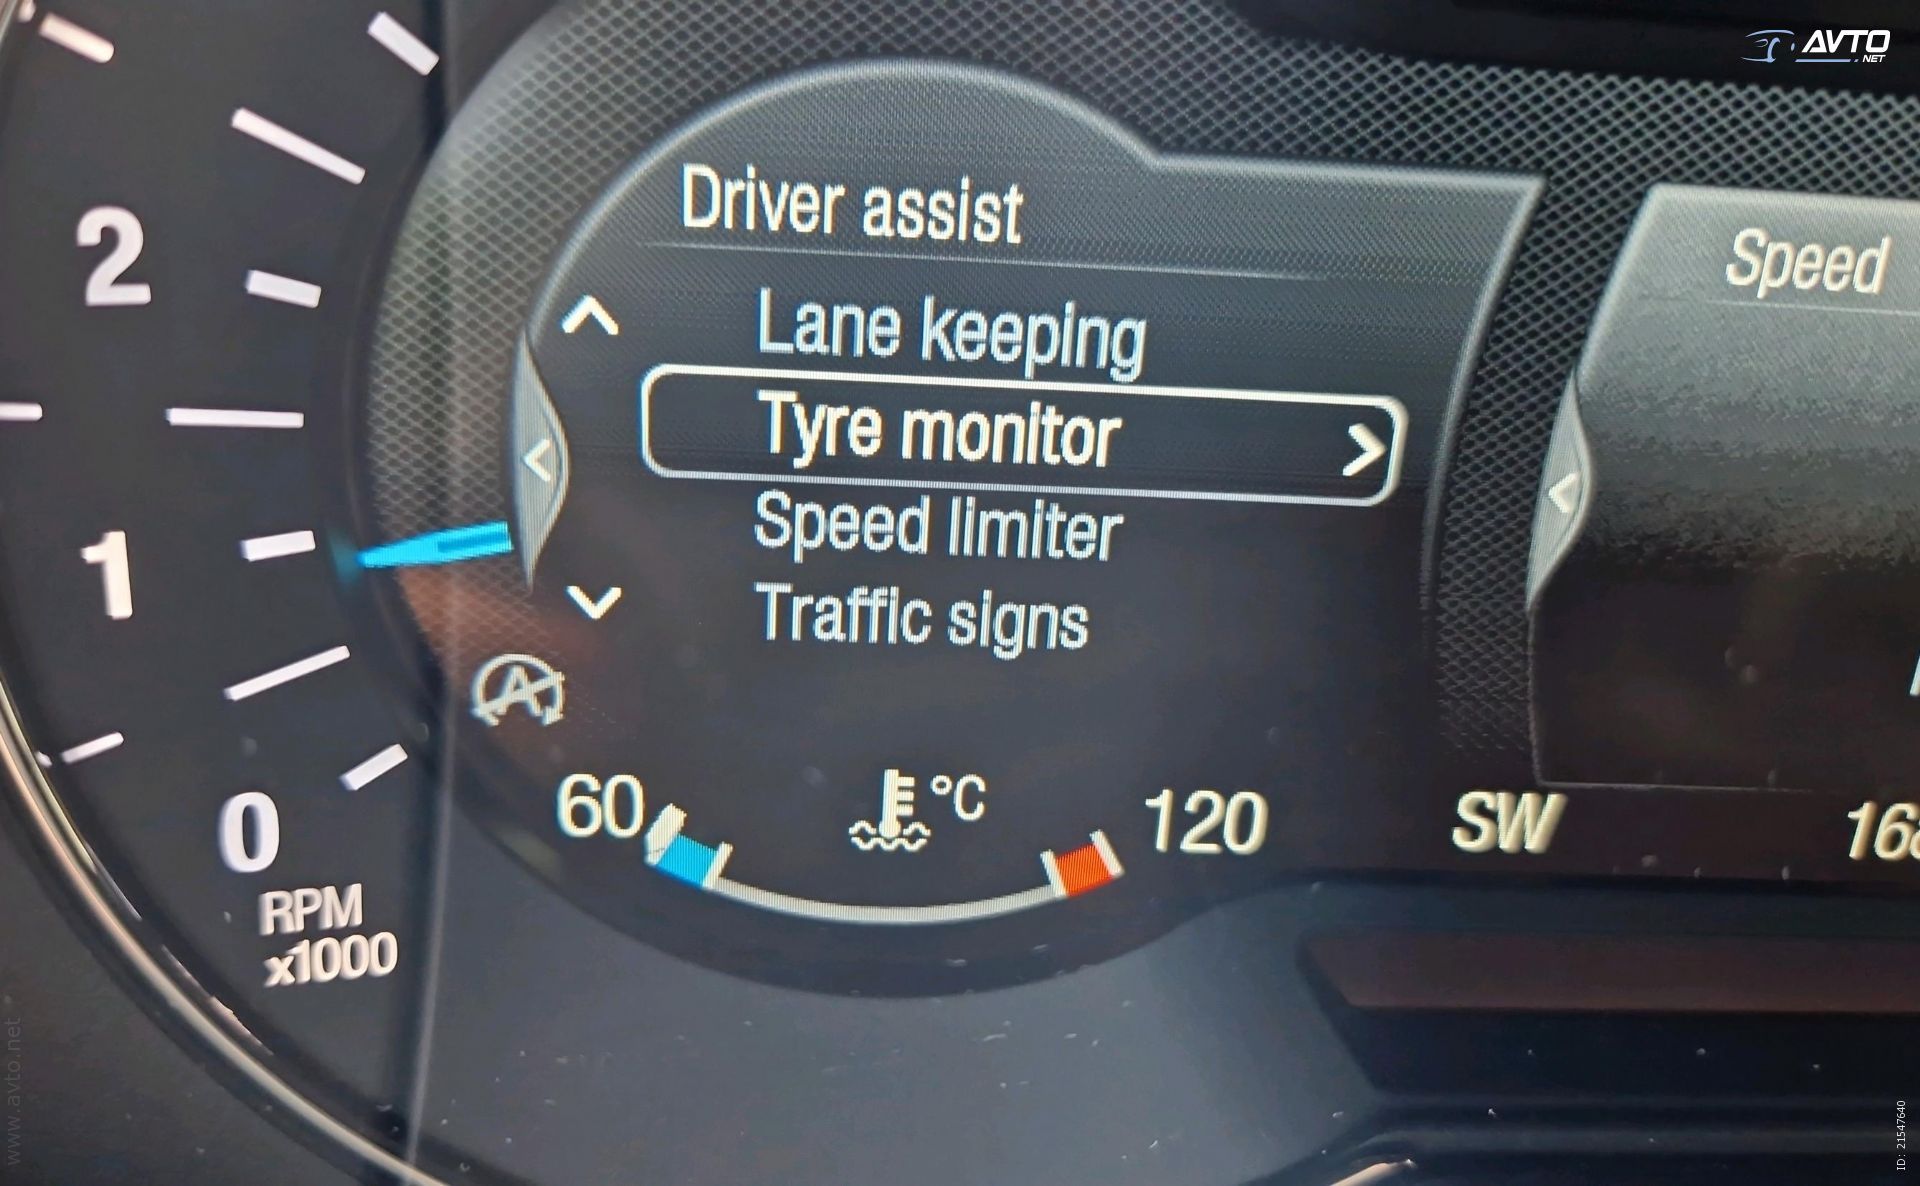 AVTO
.NET
Driver assist
Speed
Lane keeping
Tyre monitor
Speed limiter
Traffic signs
2
1
0
RPM
x1000
A
60
°C
120
SW
www.avto.net
ID: 21547640